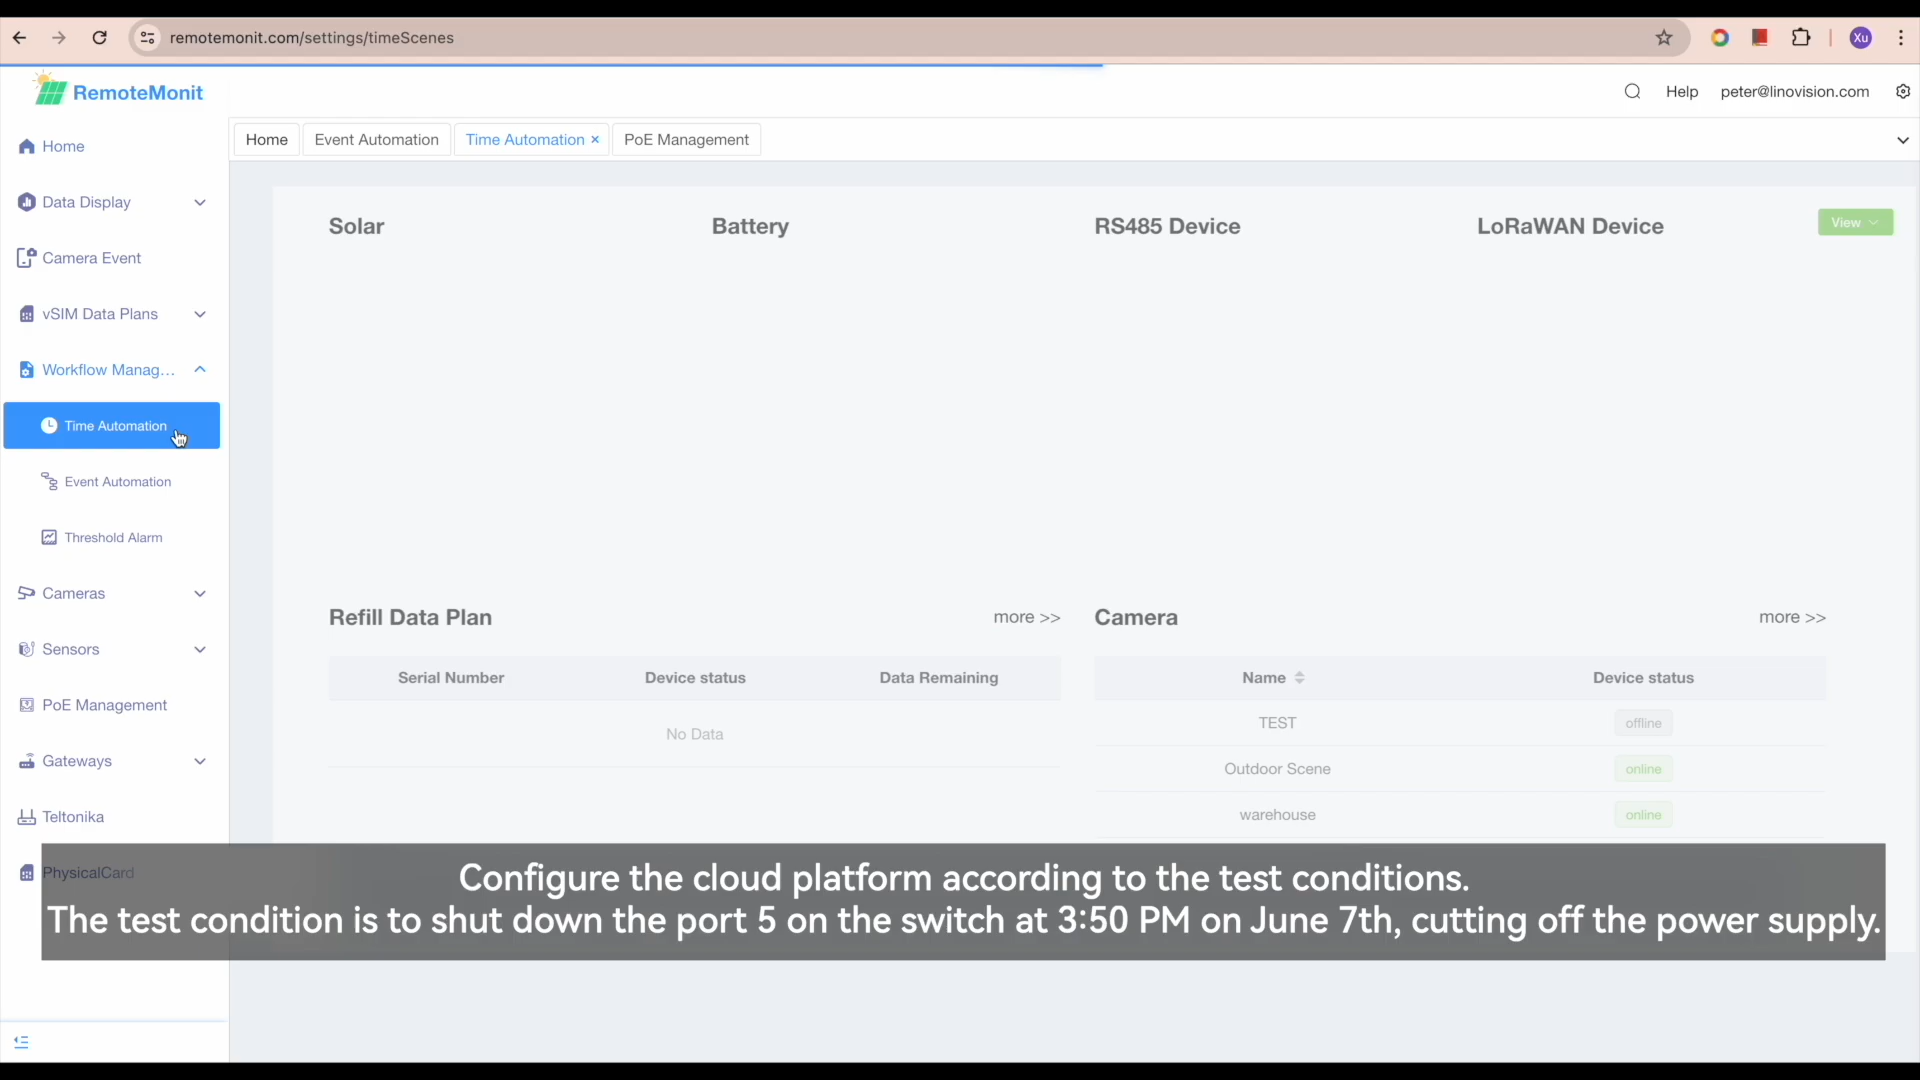 remotemonit.com/settings/timeScenes
Xu
RemoteMonit
Help
peter@linovision.com
Home
Data Display
Camera Event
vSIM Data Plans
Workflow Manag...
Time Automation
Event Automation
Threshold Alarm
Cameras
Sensors
PoE Management
Gateways
Teltonika
PhysicalCard
Home
Event Automation
Time Automation ×
PoE Management
Solar
Battery
RS485 Device
LoRaWAN Device
View
Refill Data Plan
more >>
Serial Number
Device status
Data Remaining
No Data
Camera
more >>
Name
Device status
TEST
offline
Outdoor Scene
online
warehouse
online
Configure the cloud platform according to the test conditions.
The test condition is to shut down the port 5 on the switch at 3:50 PM on June 7th, cutting off the power supply.